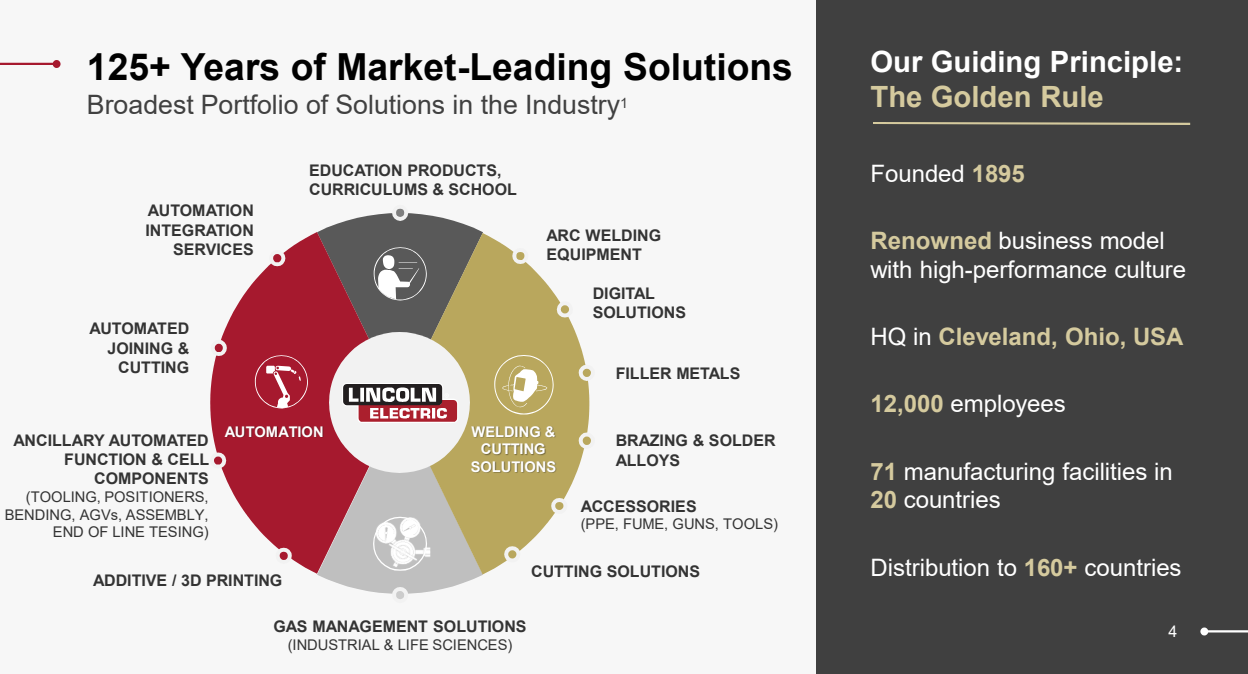 125+ Years of Market-Leading Solutions
Broadest Portfolio of Solutions in the Industry¹
EDUCATION PRODUCTS,
CURRICULUMS & SCHOOL
AUTOMATION
INTEGRATION
SERVICES
ARC WELDING
EQUIPMENT
DIGITAL
SOLUTIONS
AUTOMATED
JOINING &
CUTTING
FILLER METALS
LINCOLN
ELECTRIC
AUTOMATION
WELDING &
CUTTING
SOLUTIONS
ANCILLARY AUTOMATED
FUNCTION & CELL
COMPONENTS
(TOOLING, POSITIONERS,
BENDING, AGVs, ASSEMBLY,
END OF LINE TESING)
BRAZING & SOLDER
ALLOYS
ACCESSORIES
(PPE, FUME, GUNS, TOOLS)
CUTTING SOLUTIONS
ADDITIVE / 3D PRINTING
GAS MANAGEMENT SOLUTIONS
(INDUSTRIAL & LIFE SCIENCES)
Our Guiding Principle:
The Golden Rule
Founded 1895
Renowned business model
with high-performance culture
HQ in Cleveland, Ohio, USA
12,000 employees
71 manufacturing facilities in
20 countries
Distribution to 160+ countries
4